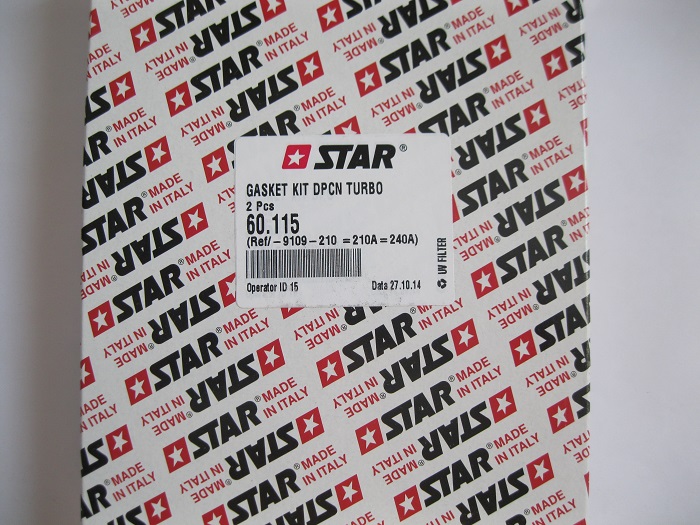 STAR®
GASKET KIT DPCN TURBO
2 Pcs
60.115
(Ref/-9109-210 =210A=240A)
Operator ID 15
Data 27.10.14
UV FILTER
STAR® MADE IN ITALY